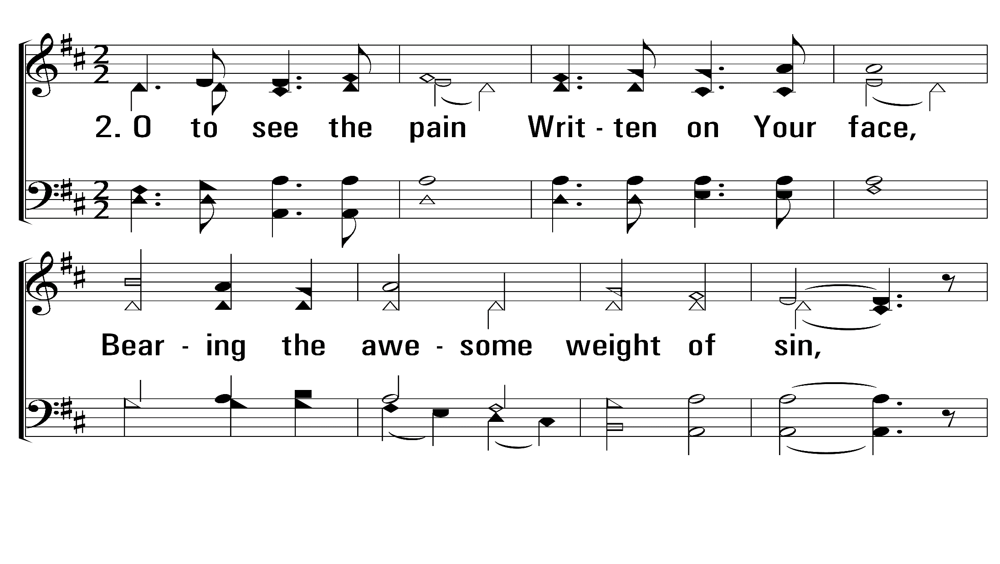 2. O to see the pain Writ - ten on Your face,
Bear - ing the awe - some weight of sin,